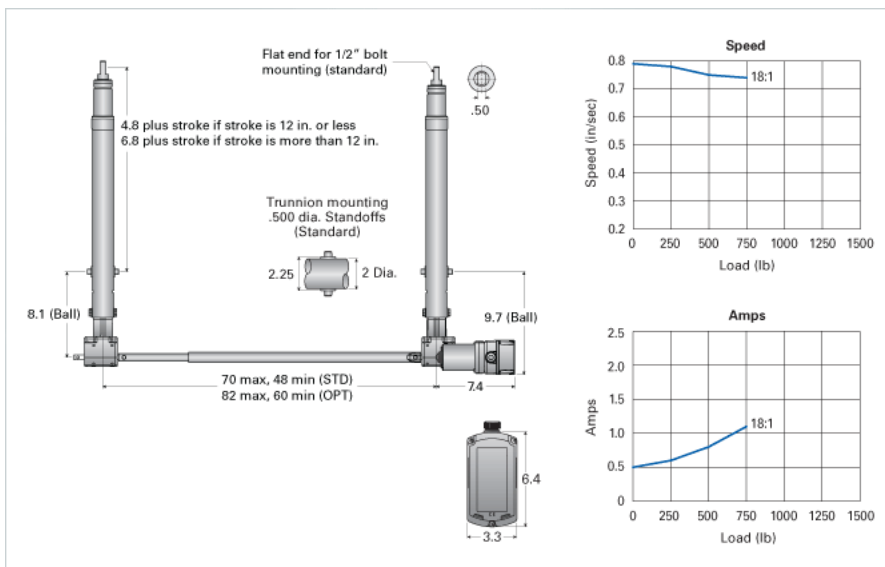 Flat end for 1/2” bolt
mounting (standard)
.50
4.8 plus stroke if stroke is 12 in. or less
6.8 plus stroke if stroke is more than 12 in.
Trunnion mounting
.500 dia. Standoffs
(Standard)
2.25
2 Dia.
8.1 (Ball)
9.7 (Ball)
70 max, 48 min (STD)
82 max, 60 min (OPT)
7.4
6.4
3.3
Speed
Speed (in/sec)
0.8
0.7
0.6
0.5
0.4
0.3
0.2
18:1
0 250 500 750 1000 1250 1500
Load (lb)
Amps
Amps
2.5
2.0
1.5
1.0
0.5
0
18:1
0 250 500 750 1000 1250 1500
Load (lb)